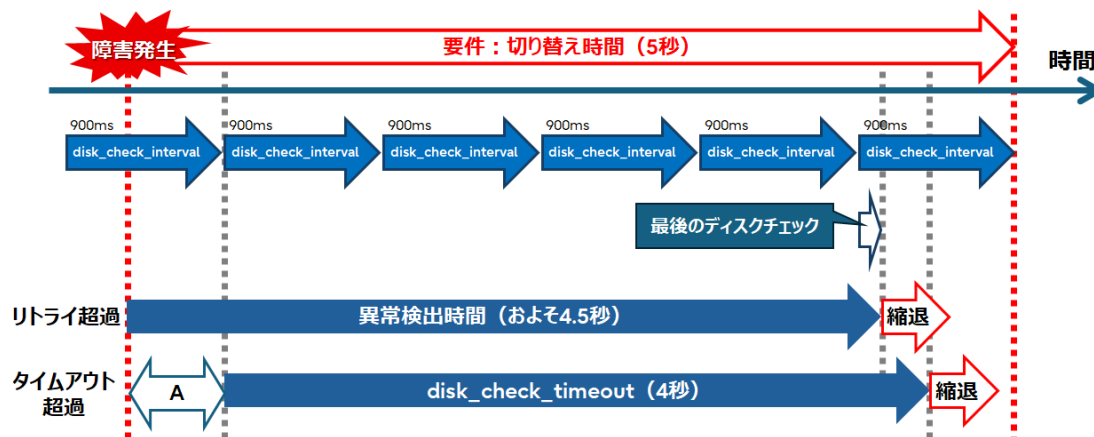 障害発生
要件：切り替え時間（5秒）
時間
900ms
disk_check_interval
900ms
disk_check_interval
900ms
disk_check_interval
900ms
disk_check_interval
900ms
disk_check_interval
900ms
disk_check_interval
最後のディスクチェック
リトライ超過
異常検出時間（およそ4.5秒）
縮退
タイムアウト
超過
A
disk_check_timeout（4秒）
縮退